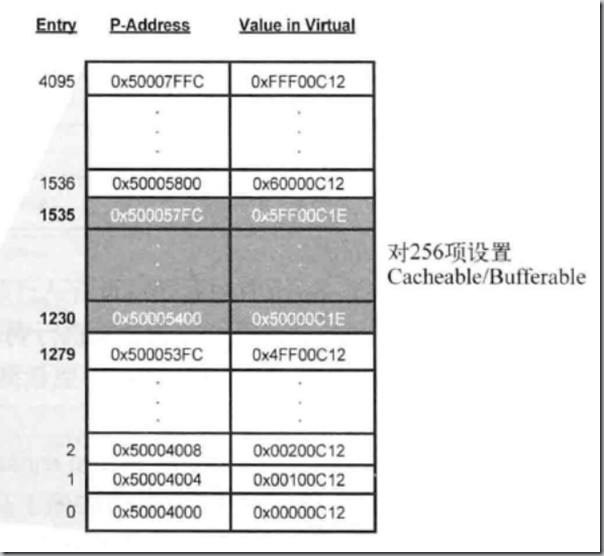 Entry P-Address Value in Virtual
4095 0x50007FFC 0xFFF00C12
1536 0x50005800 0x60000C12
1535 0x500057FC 0x5FF00C1E
对256项设置
Cacheable/Bufferable
1230 0x50005400 0x50000C1E
1279 0x500053FC 0x4FF00C12
2 0x50004008 0x00200C12
1 0x50004004 0x00100C12
0 0x50004000 0x00000C12